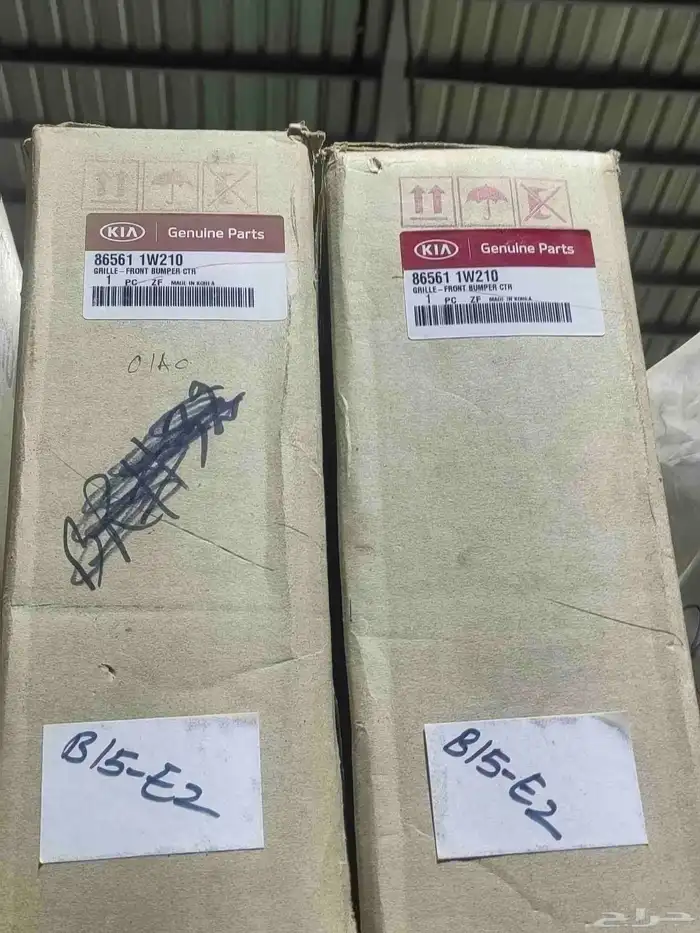 KIA Genuine Parts
86561 1W210
GRILLE-FRONT BUMPER CTR
1 PC ZF MADE IN KOREA
OIAO
B15-E2
KIA Genuine Parts
86561 1W210
GRILLE-FRONT BUMPER CTR
1 PC ZF MADE IN KOREA
B15-E2
حراج